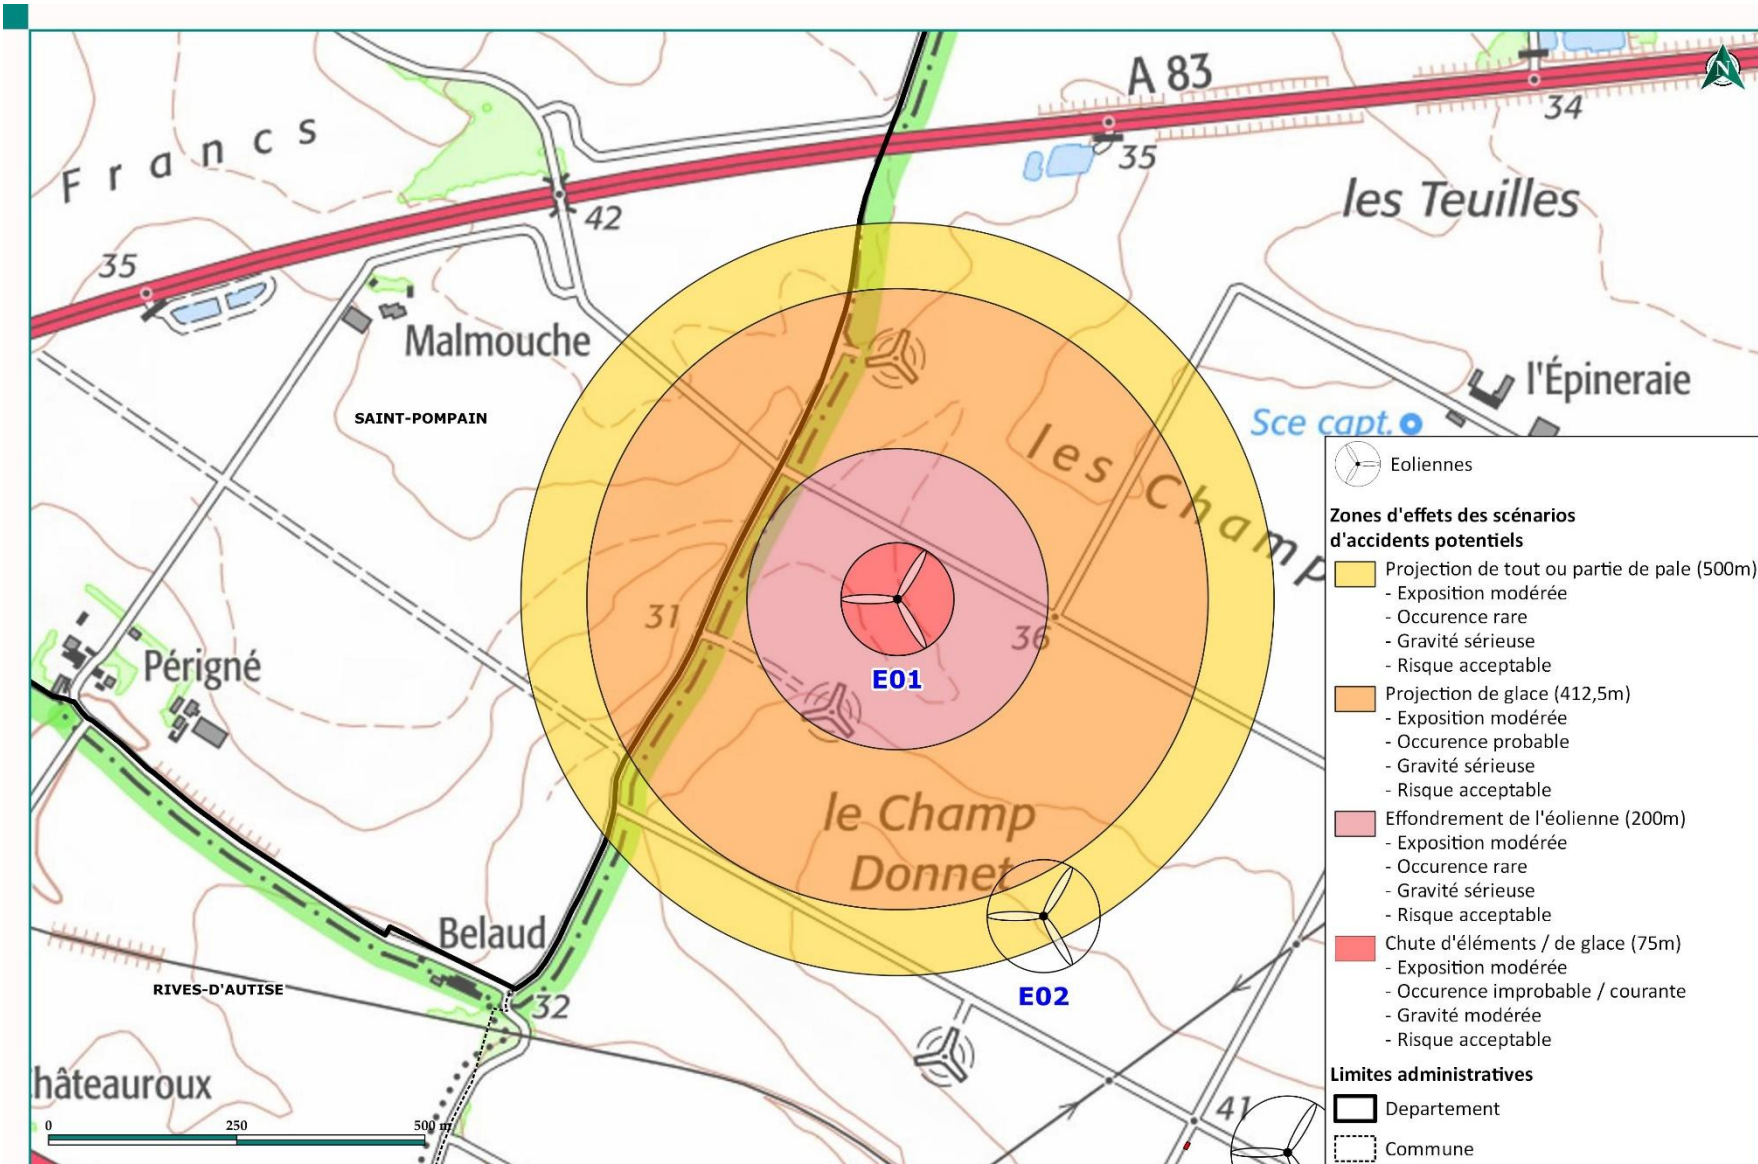 N
A 83
34
35
Francs
les Teuilles
42
35
Malmouche
l'Épineraie
SAINT-POMPAIN
Sce capt.
les Champ
31
36
Périgné
E01
le Champ
Donnet
Belaud
E02
RIVES-D'AUTISE
32
hâteauroux
41
0 250 500 m
Eoliennes
Zones d'effets des scénarios
d'accidents potentiels
Projection de tout ou partie de pale (500m)
- Exposition modérée
- Occurence rare
- Gravité sérieuse
- Risque acceptable
Projection de glace (412,5m)
- Exposition modérée
- Occurence probable
- Gravité sérieuse
- Risque acceptable
Effondrement de l'éolienne (200m)
- Exposition modérée
- Occurence rare
- Gravité sérieuse
- Risque acceptable
Chute d'éléments / de glace (75m)
- Exposition modérée
- Occurence improbable / courante
- Gravité modérée
- Risque acceptable
Limites administratives
Departement
Commune